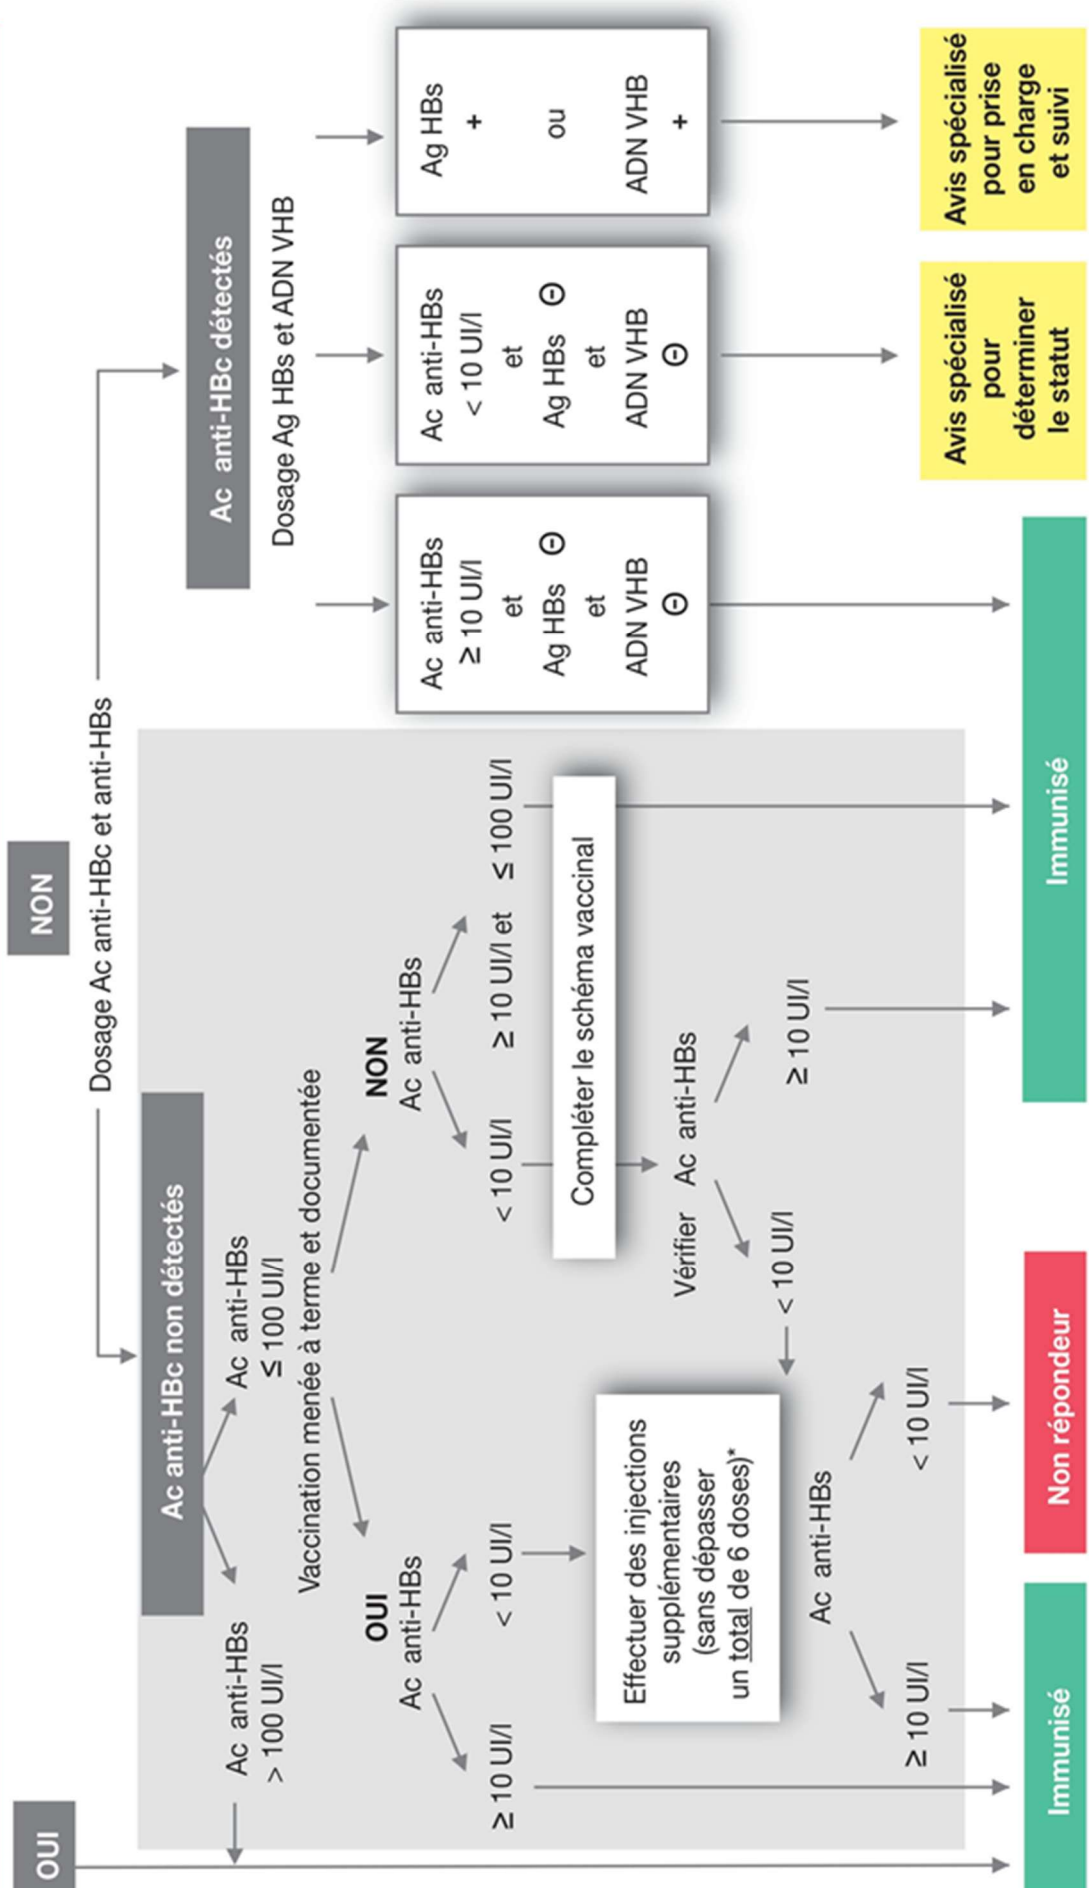 OUI
NON
Dosage Ac anti-HBc et anti-HBs
Ac anti-HBc non détectés
Ac anti-HBc détectés
Dosage Ag HBs et ADN VHB
Ac anti-HBs
> 100 UI/l
Ac anti-HBs
≤ 100 UI/l
Vaccination menée à terme et documentée
OUI
Ac anti-HBs
NON
Ac anti-HBs
≥ 10 UI/l
< 10 UI/l
< 10 UI/l
≥ 10 UI/l et
≤ 100 UI/l
Compléter le schéma vaccinal
Vérifier Ac anti-HBs
< 10 UI/l
≥ 10 UI/l
Effectuer des injections
supplémentaires
(sans dépasser
un total de 6 doses)*
Ac anti-HBs
≥ 10 UI/l
< 10 UI/l
Ac anti-HBs
≥ 10 UI/l
et
Ag HBs ⊖
et
ADN VHB
⊖
Ac anti-HBs
< 10 UI/l
et
Ag HBs ⊖
et
ADN VHB
⊖
Ag HBs
+
ou
ADN VHB
+
Immunisé
Non répondeur
Immunisé
Avis spécialisé
pour
déterminer
le statut
Avis spécialisé
pour prise
en charge
et suivi